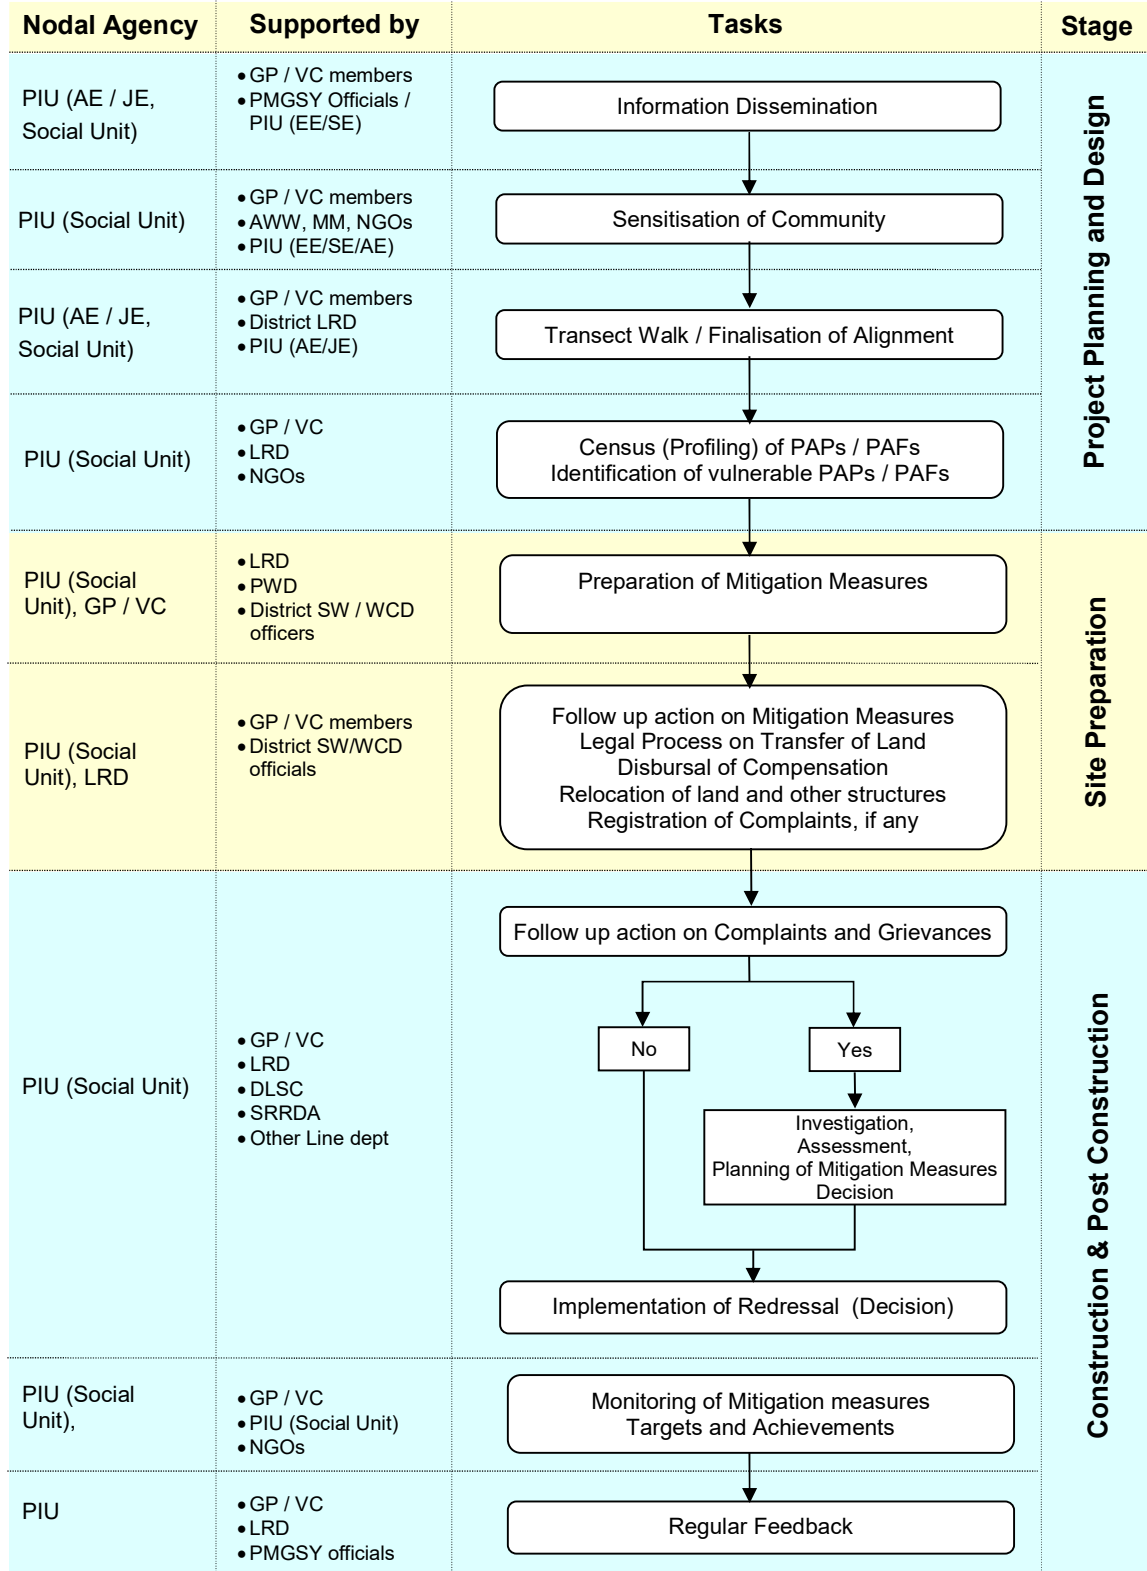 Nodal Agency
Supported by
Tasks
Stage
PIU (AE / JE,
Social Unit)
• GP / VC members
• PMGSY Officials /
PIU (EE/SE)
Information Dissemination
Project Planning and Design
PIU (Social Unit)
• GP / VC members
• AWW, MM, NGOs
• PIU (EE/SE/AE)
Sensitisation of Community
PIU (AE / JE,
Social Unit)
• GP / VC members
• District LRD
• PIU (AE/JE)
Transect Walk / Finalisation of Alignment
PIU (Social Unit)
• GP / VC
• LRD
• NGOs
Census (Profiling) of PAPs / PAFs
Identification of vulnerable PAPs / PAFs
PIU (Social
Unit), GP / VC
• LRD
• PWD
• District SW / WCD
officers
Preparation of Mitigation Measures
Site Preparation
PIU (Social
Unit), LRD
• GP / VC members
• District SW/WCD
officials
Follow up action on Mitigation Measures
Legal Process on Transfer of Land
Disbursal of Compensation
Relocation of land and other structures
Registration of Complaints, if any
PIU (Social Unit)
• GP / VC
• LRD
• DLSC
• SRRDA
• Other Line dept
Follow up action on Complaints and Grievances
No
Yes
Investigation,
Assessment,
Planning of Mitigation Measures
Decision
Implementation of Redressal (Decision)
Construction & Post Construction
PIU (Social
Unit),
• GP / VC
• PIU (Social Unit)
• NGOs
Monitoring of Mitigation measures
Targets and Achievements
PIU
• GP / VC
• LRD
• PMGSY officials
Regular Feedback